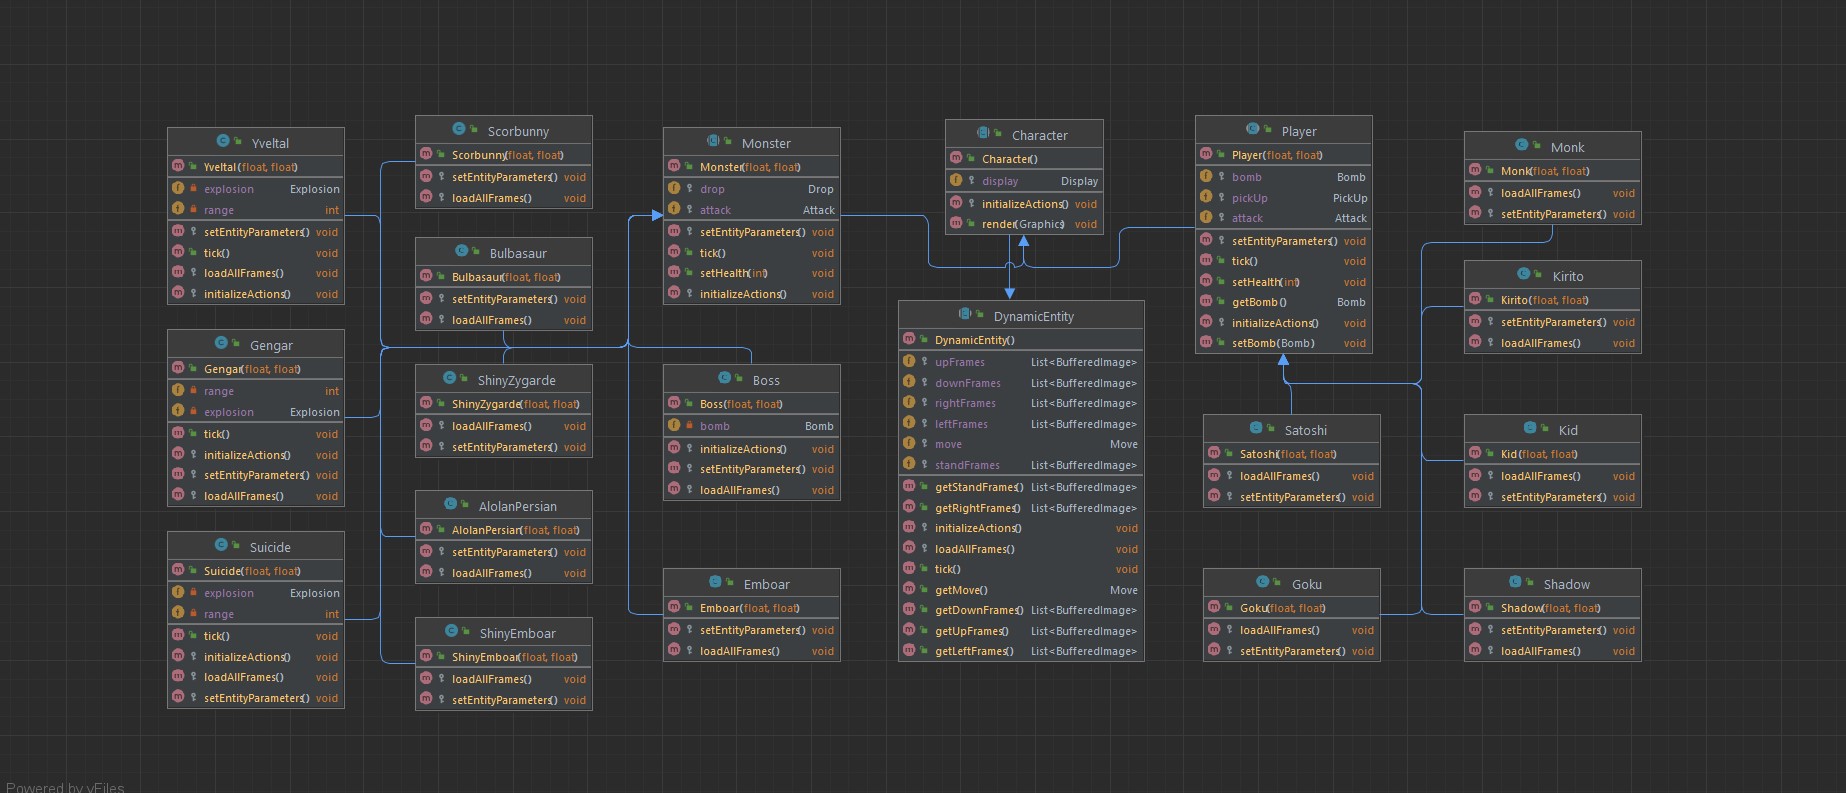 Yveltal
Yveltal(float, float)
explosion Explosion
range int
setEntityParameters() void
tick() void
loadAllFrames() void
initializeActions() void
Gengar
Gengar(float, float)
range int
explosion Explosion
tick() void
initializeActions() void
setEntityParameters() void
loadAllFrames() void
Suicide
Suicide(float, float)
explosion Explosion
range int
tick() void
initializeActions() void
loadAllFrames() void
setEntityParameters() void
Scorbunny
Scorbunny(float, float)
setEntityParameters() void
loadAllFrames() void
Bulbasaur
Bulbasaur(float, float)
setEntityParameters() void
loadAllFrames() void
ShinyZygarde
ShinyZygarde(float, float)
loadAllFrames() void
setEntityParameters() void
AlolanPersian
AlolanPersian(float, float)
setEntityParameters() void
loadAllFrames() void
ShinyEmboar
ShinyEmboar(float, float)
loadAllFrames() void
setEntityParameters() void
Monster
Monster(float, float)
drop Drop
attack Attack
setEntityParameters() void
tick() void
setHealth(int) void
initializeActions() void
Boss
Boss(float, float)
bomb Bomb
initializeActions() void
setEntityParameters() void
loadAllFrames() void
Emboar
Emboar(float, float)
setEntityParameters() void
loadAllFrames() void
Character
Character()
display Display
initializeActions() void
render(Graphics) void
DynamicEntity
DynamicEntity()
upFrames List<BufferedImage>
downFrames List<BufferedImage>
rightFrames List<BufferedImage>
leftFrames List<BufferedImage>
move Move
standFrames List<BufferedImage>
getStandFrames() List<BufferedImage>
getRightFrames() List<BufferedImage>
initializeActions() void
loadAllFrames() void
tick() void
getMove() Move
getDownFrames() List<BufferedImage>
getUpFrames() List<BufferedImage>
getLeftFrames() List<BufferedImage>
Player
Player(float, float)
bomb Bomb
pickUp PickUp
attack Attack
setEntityParameters() void
tick() void
setHealth(int) void
getBomb() Bomb
initializeActions() void
setBomb(Bomb) void
Satoshi
Satoshi(float, float)
loadAllFrames() void
setEntityParameters() void
Goku
Goku(float, float)
loadAllFrames() void
setEntityParameters() void
Monk
Monk(float, float)
loadAllFrames() void
setEntityParameters() void
Kirito
Kirito(float, float)
setEntityParameters() void
loadAllFrames() void
Kid
Kid(float, float)
loadAllFrames() void
setEntityParameters() void
Shadow
Shadow(float, float)
setEntityParameters() void
loadAllFrames() void
Powered by yFiles